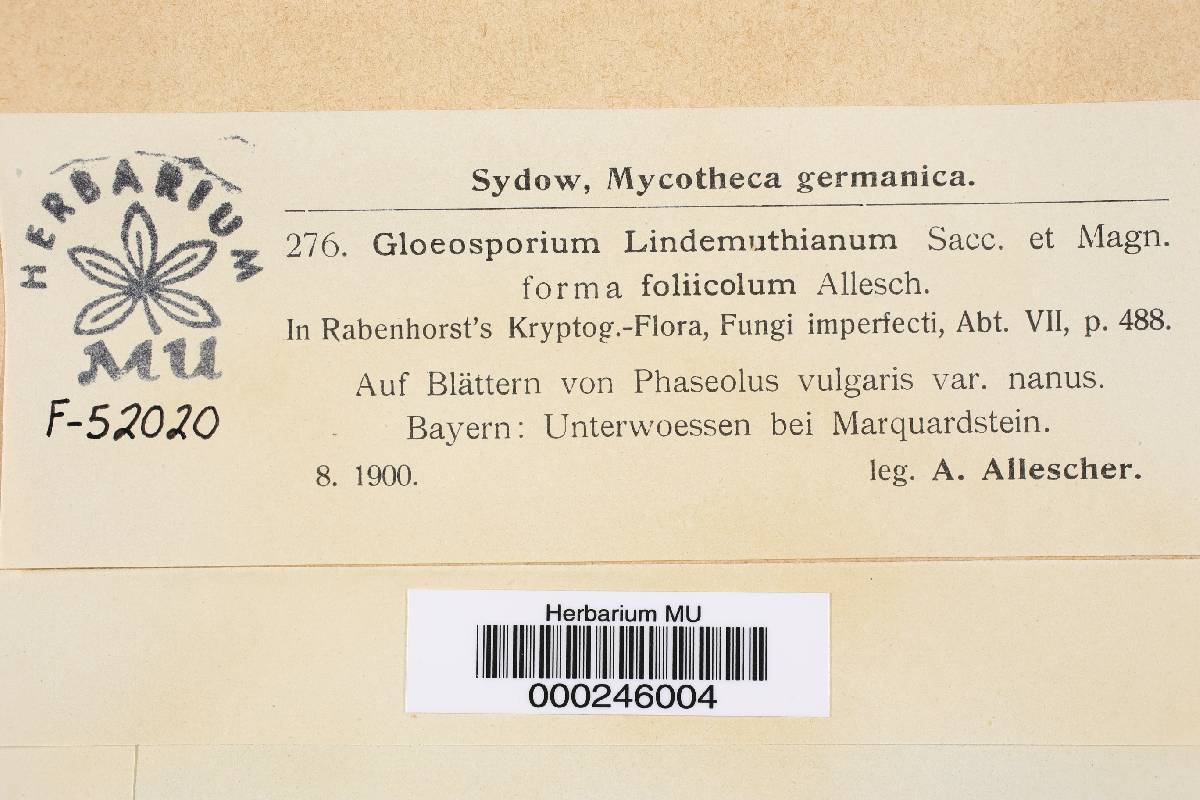 HERBARIUM
MU
F-52020
Sydow, Mycotheca germanica.
276. Gloeosporium Lindemuthianum Sacc. et Magn.
forma foliicolum Allesch.
In Rabenhorst's Kryptog.-Flora, Fungi imperfecti, Abt. VII, p. 488.
Auf Blättern von Phaseolus vulgaris var. nanus.
Bayern: Unterwoessen bei Marquardstein.
8. 1900. leg. A. Allescher.
Herbarium MU
000246004